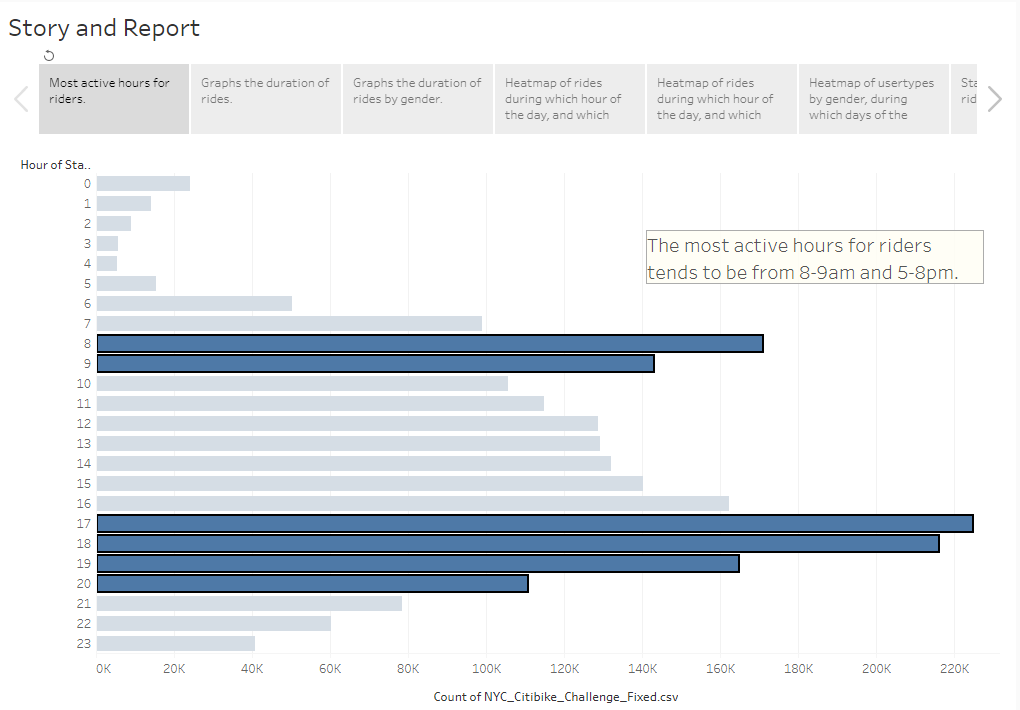 Story and Report
Most active hours for
riders.
Graphs the duration of
rides.
Graphs the duration of
rides by gender.
Heatmap of rides
during which hour of
the day, and which
Heatmap of rides
during which hour of
the day, and which
Heatmap of usertypes
by gender, during
which days of the
Sta
rid
Hour of Sta..
0
1
2
3
4
5
6
7
8
9
10
11
12
13
14
15
16
17
18
19
20
21
22
23
The most active hours for riders
tends to be from 8-9am and 5-8pm.
0K 20K 40K 60K 80K 100K 120K 140K 160K 180K 200K 220K
Count of NYC_Citibike_Challenge_Fixed.csv